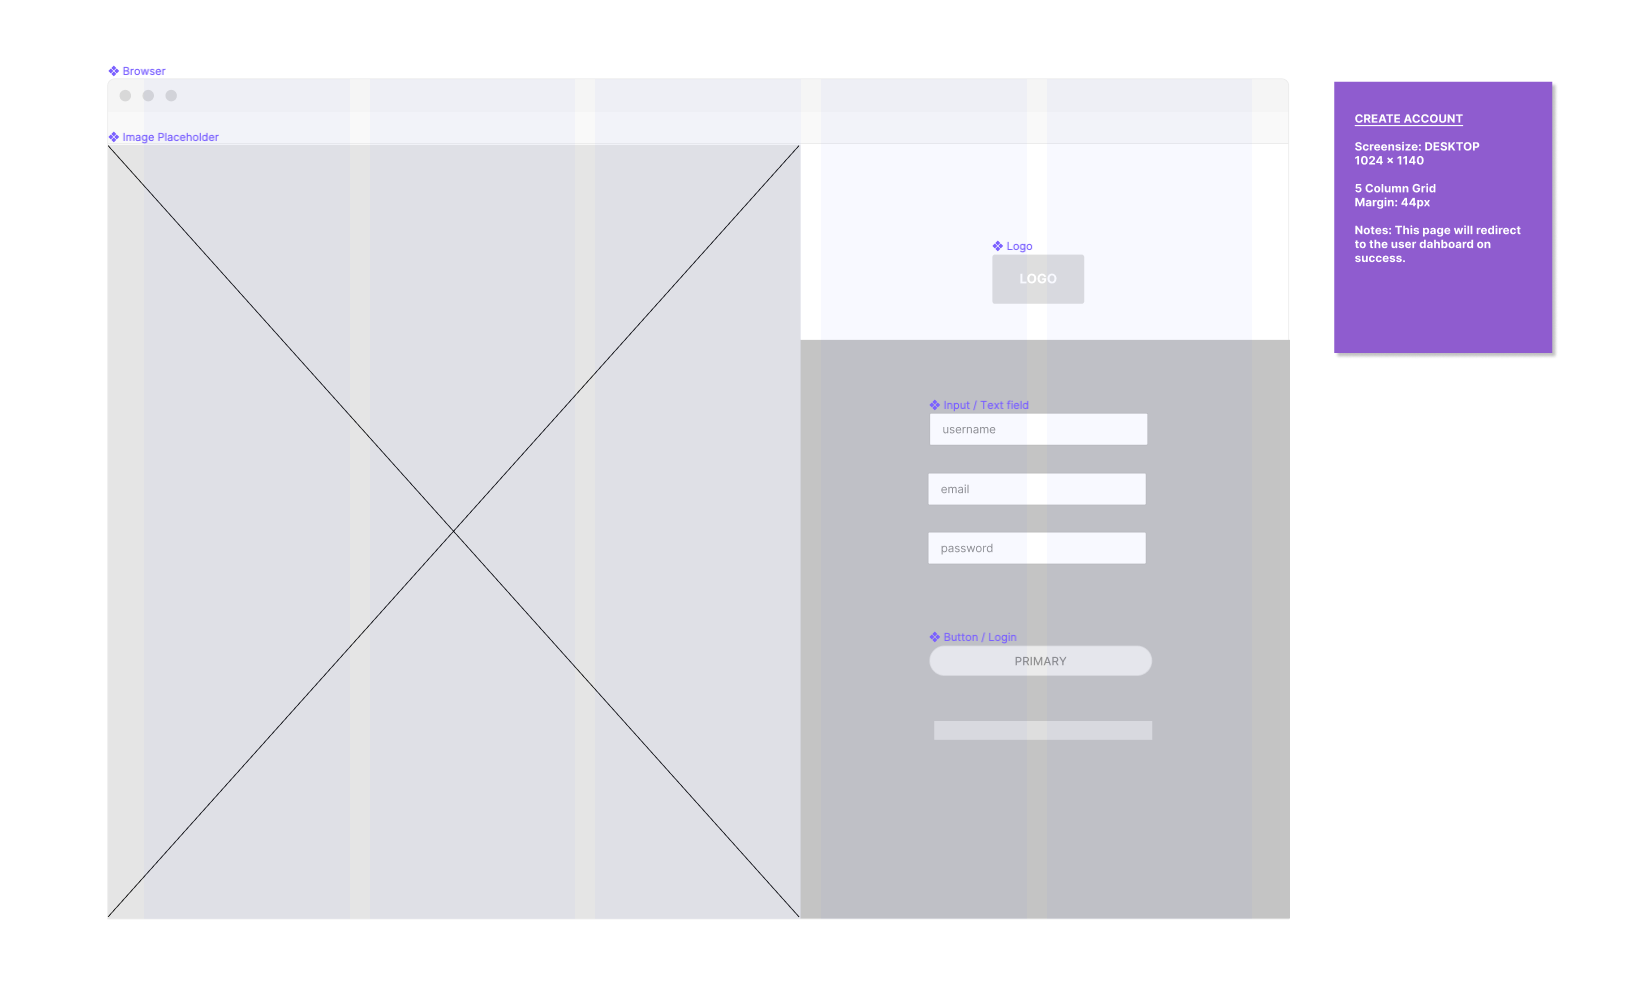 Browser
Image Placeholder
Logo
LOGO
Input / Text field
username
email
password
Button / Login
PRIMARY
CREATE ACCOUNT
Screensize: DESKTOP
1024 × 1140
5 Column Grid
Margin: 44px
Notes: This page will redirect
to the user dahboard on
success.